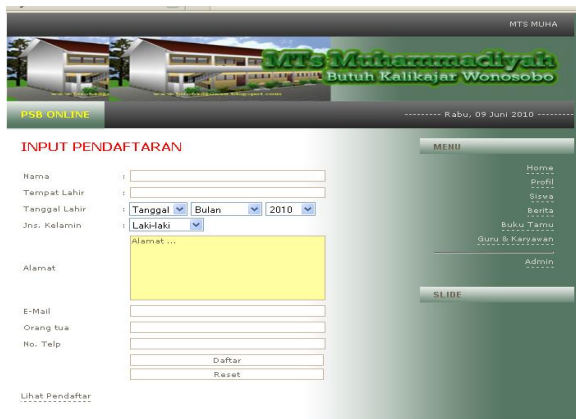 MTS MUHA
MTs Muhammadiyah
Butuh Kalikajar Wonosobo
PSB ONLINE
--------- Rabu, 09 Juni 2010 ---------
INPUT PENDAFTARAN
Nama :
Tempat Lahir :
Tanggal Lahir : Tanggal Bulan 2010
Jns. Kelamin : Laki-laki
Alamat
Alamat ...
E-Mail
Orang tua
No. Telp
Daftar
Reset
Lihat Pendaftar
MENU
Home
Profil
Siswa
Berita
Buku Tamu
Guru & Karyawan
Admin
SLIDE